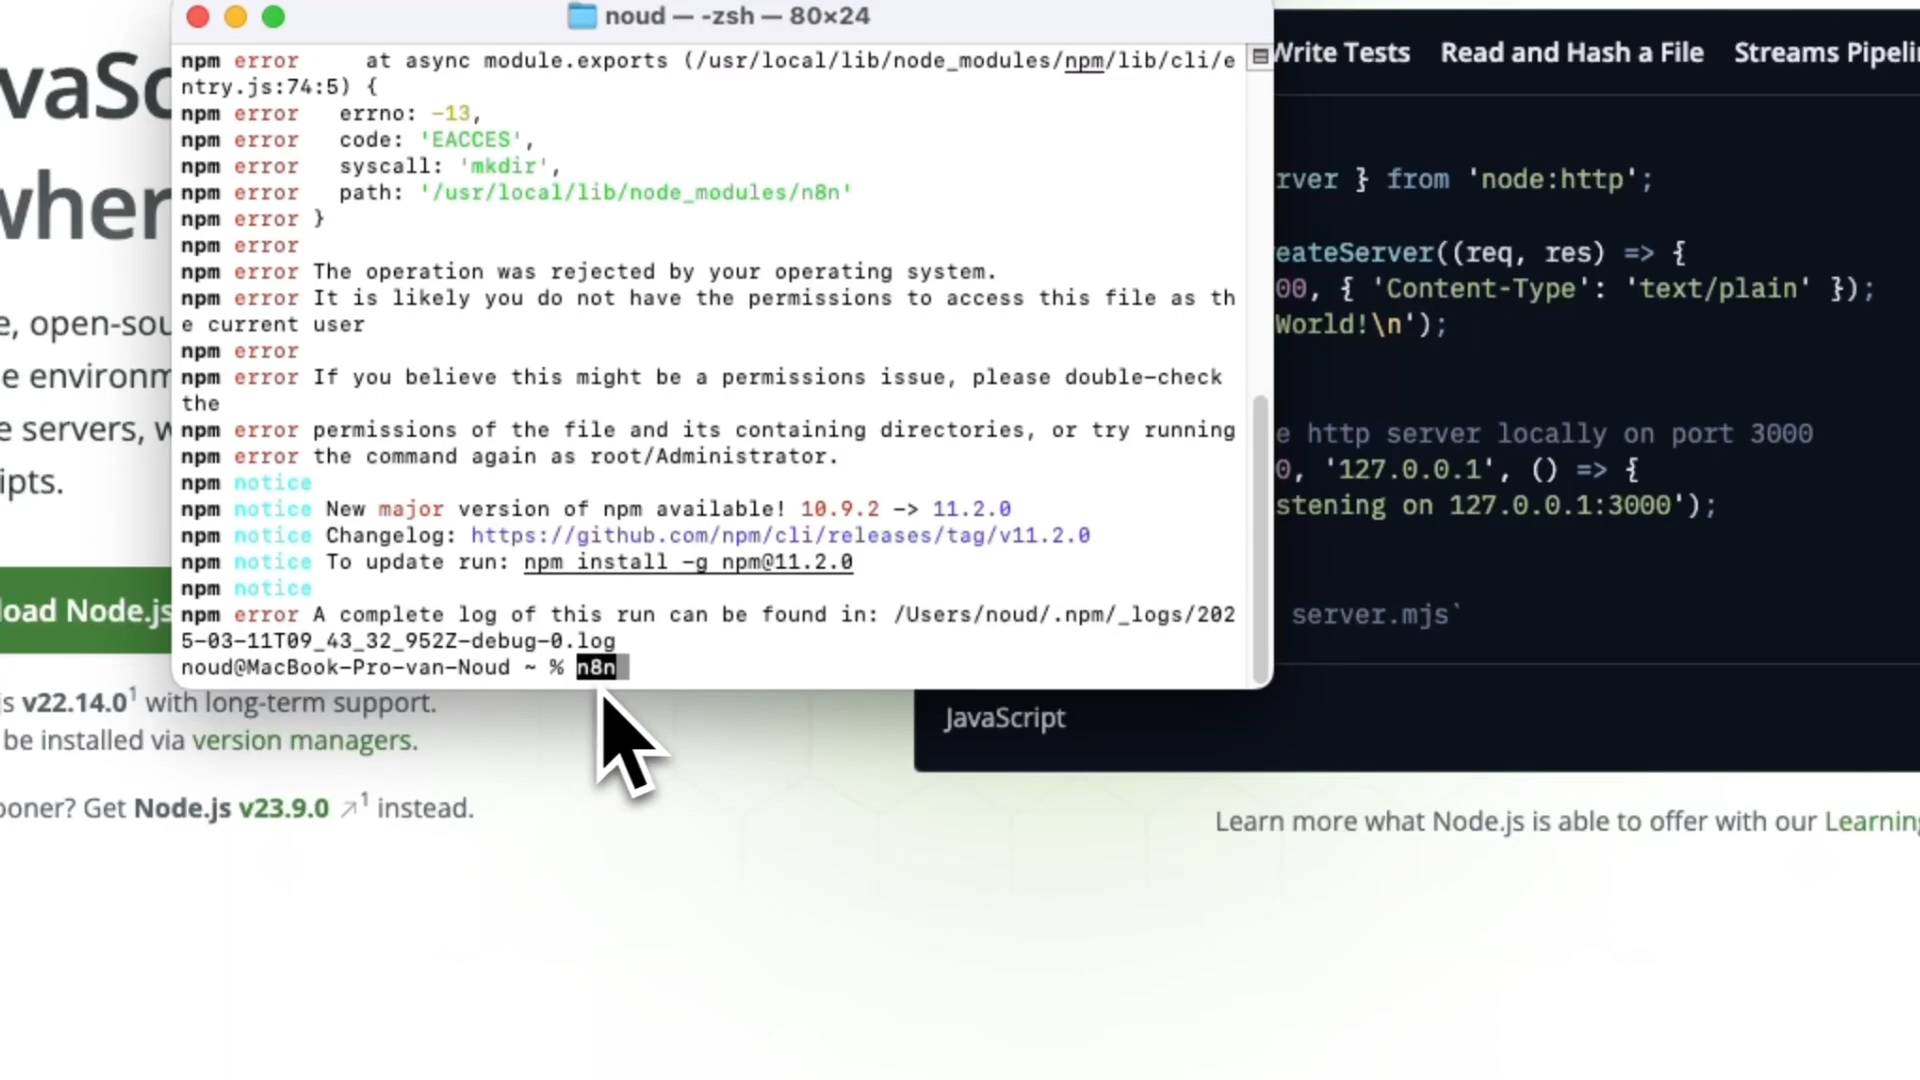 noud — -zsh — 80×24
npm error     at async module.exports (/usr/local/lib/node_modules/npm/lib/cli/e
ntry.js:74:5) {
npm error   errno: -13,
npm error   code: 'EACCES',
npm error   syscall: 'mkdir',
npm error   path: '/usr/local/lib/node_modules/n8n'
npm error }
npm error
npm error The operation was rejected by your operating system.
npm error It is likely you do not have the permissions to access this file as th
e current user
npm error
npm error If you believe this might be a permissions issue, please double-check
the
npm error permissions of the file and its containing directories, or try running
npm error the command again as root/Administrator.
npm notice
npm notice New major version of npm available! 10.9.2 -> 11.2.0
npm notice Changelog: https://github.com/npm/cli/releases/tag/v11.2.0
npm notice To update run: npm install -g npm@11.2.0
npm notice
npm error A complete log of this run can be found in: /Users/noud/.npm/_logs/202
5-03-11T09_43_32_952Z-debug-0.log
noud@MacBook-Pro-van-Noud ~ % n8n
vaSc
wher
e, open-sou
e environm
e servers, w
ipts.
load Node.js
s v22.14.0¹ with long-term support.
be installed via version managers.
ooner? Get Node.js v23.9.0 ↗¹ instead.
Write Tests Read and Hash a File Streams Pipelin
rver } from 'node:http';
eateServer((req, res) => {
00, { 'Content-Type': 'text/plain' });
World!\n');
e http server locally on port 3000
0, '127.0.0.1', () => {
stening on 127.0.0.1:3000');
server.mjs`
JavaScript
Learn more what Node.js is able to offer with our Learning